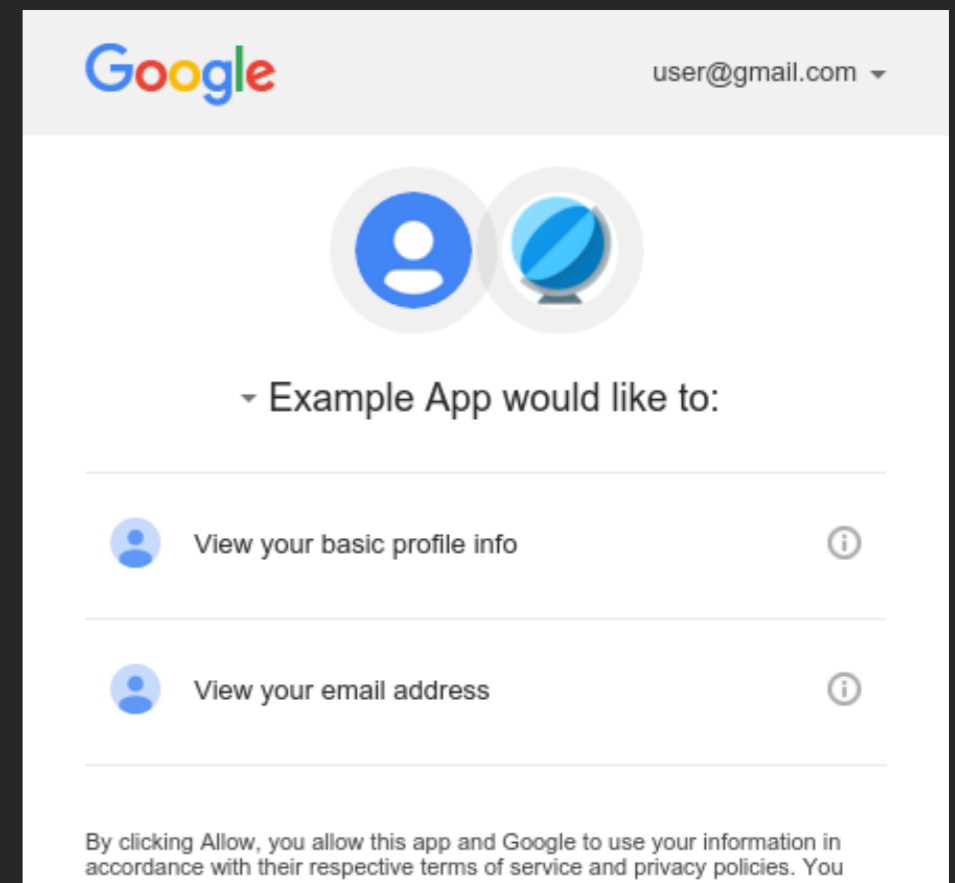 Google
user@gmail.com
Example App would like to:
View your basic profile info
View your email address
By clicking Allow, you allow this app and Google to use your information in
accordance with their respective terms of service and privacy policies. You